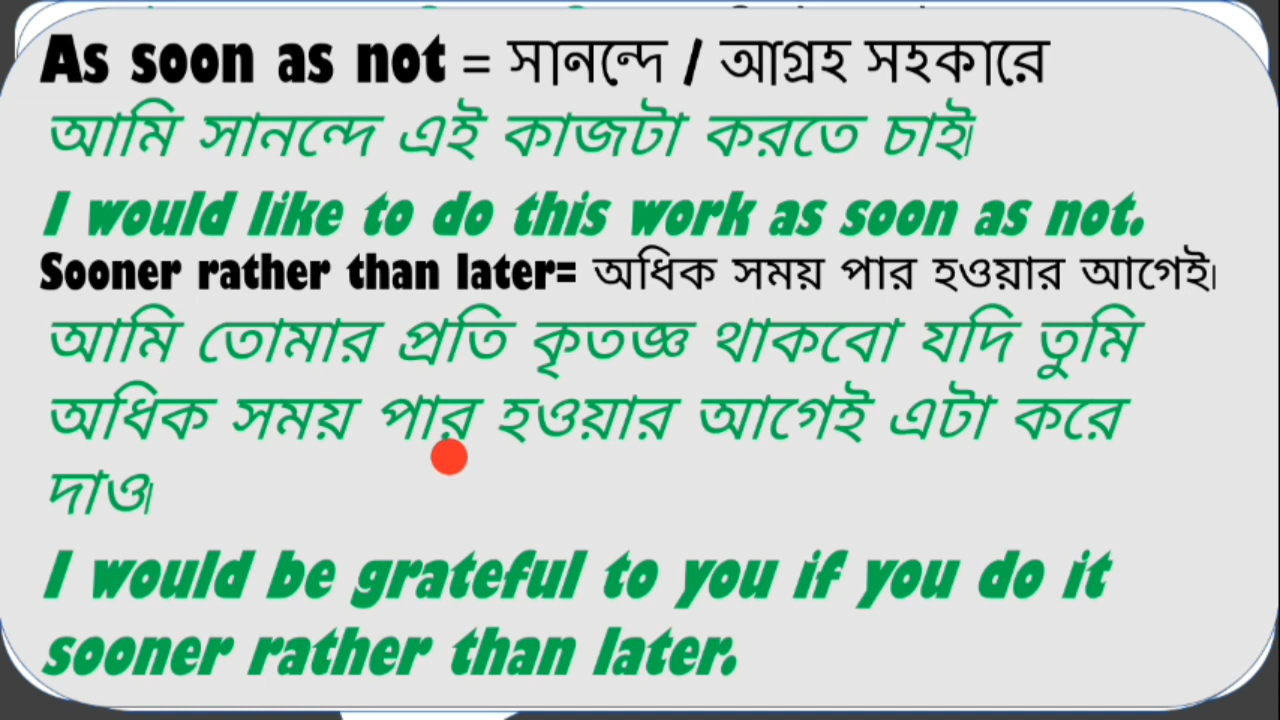 As soon as not = সানন্দে / আগ্রহ সহকারে
আমি সানন্দে এই কাজটা করতে চাই।
I would like to do this work as soon as not.
Sooner rather than later= অধিক সময় পার হওয়ার আগেই।
আমি তোমার প্রতি কৃতজ্ঞ থাকবো যদি তুমি
অধিক সময় পার হওয়ার আগেই এটা করে
দাও।
I would be grateful to you if you do it
sooner rather than later.